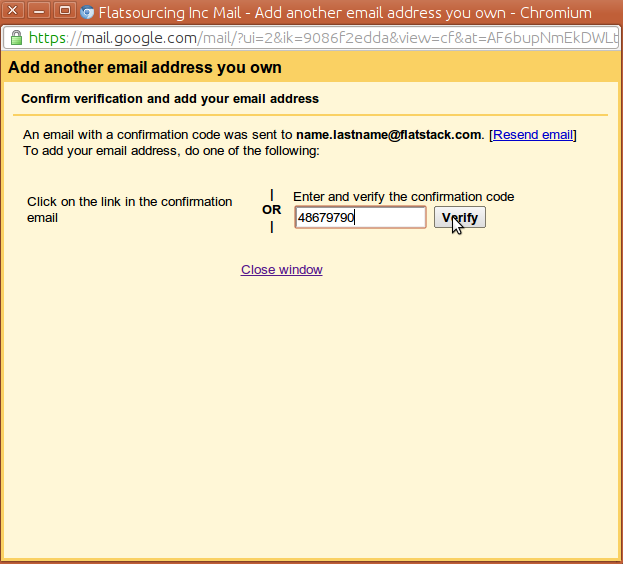 Flatsourcing Inc Mail - Add another email address you own - Chromium
https://mail.google.com/mail/?ui=2&ik=9086f2edda&view=cf&at=AF6bupNmEkDWLt
Add another email address you own
Confirm verification and add your email address
An email with a confirmation code was sent to name.lastname@flatstack.com. [Resend email]
To add your email address, do one of the following:
Click on the link in the confirmation email
|
OR
|
Enter and verify the confirmation code
48679790 Verify
Close window